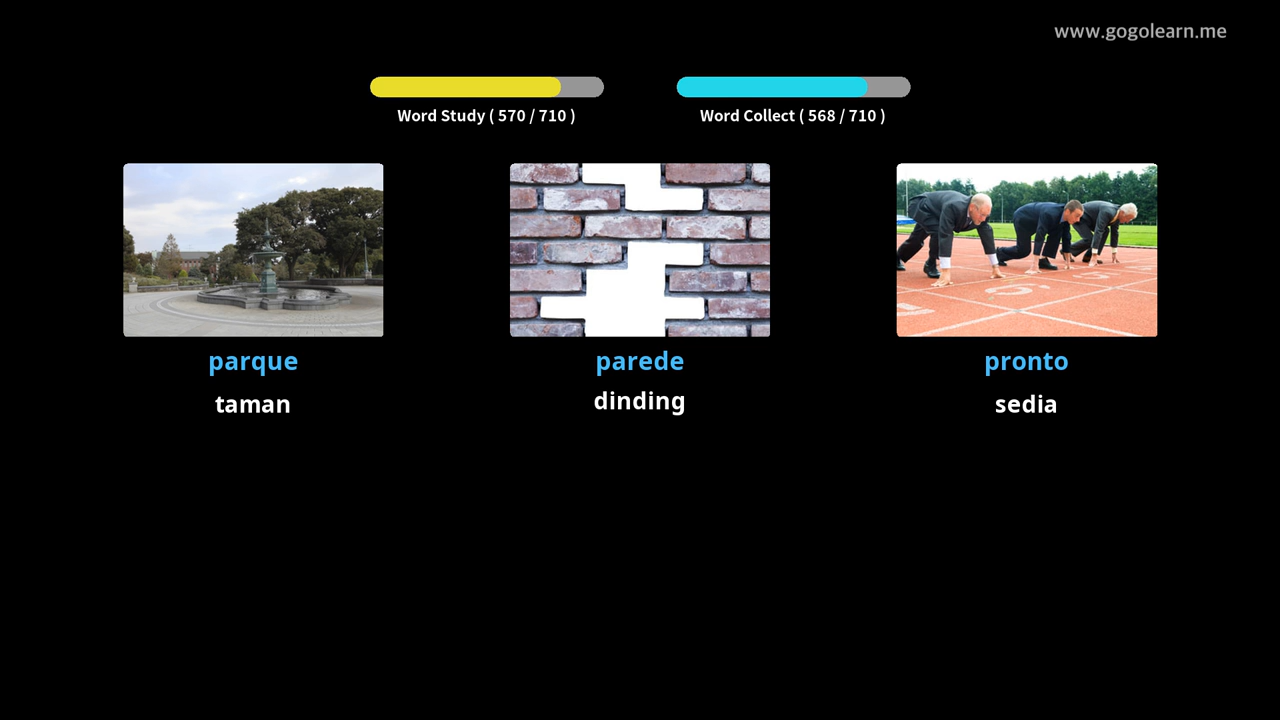 www.gogolearn.me
Word Study ( 570 / 710 )
Word Collect ( 568 / 710 )
parque
parede
pronto
taman
dinding
sedia